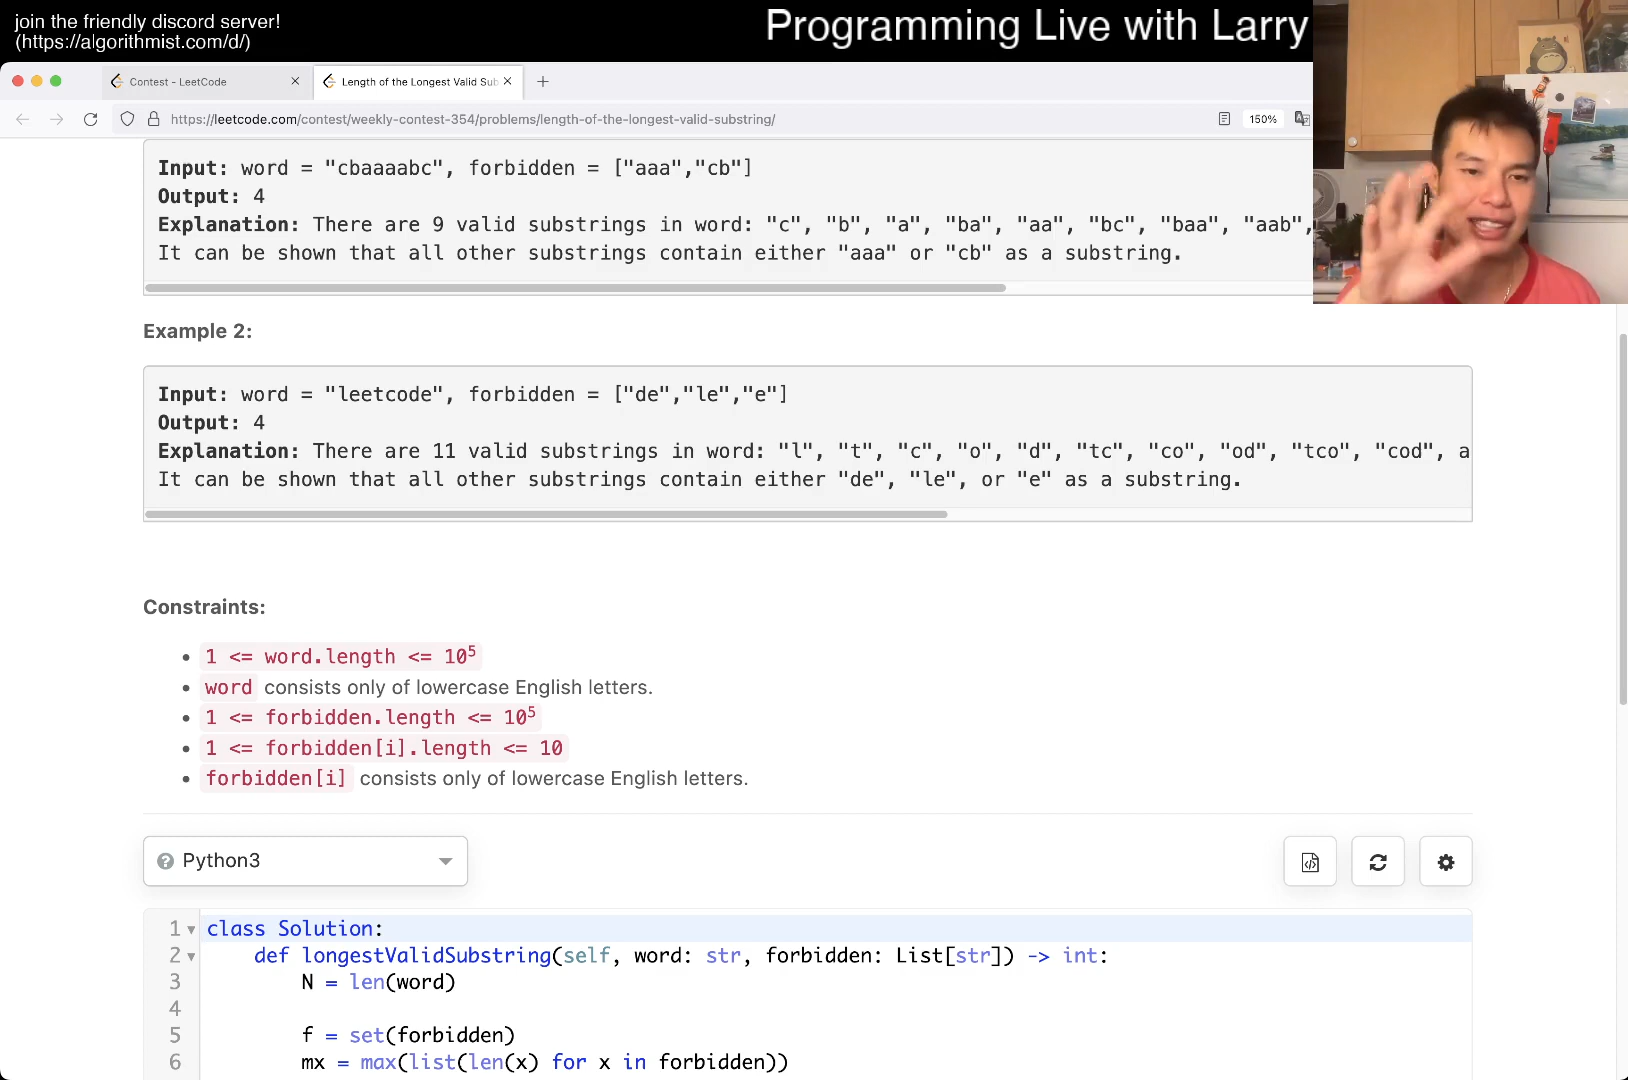 join the friendly discord server!
(https://algorithmist.com/d/)
Programming Live with Larry
Contest - LeetCode
Length of the Longest Valid Sub
https://leetcode.com/contest/weekly-contest-354/problems/length-of-the-longest-valid-substring/
150%
Input: word = "cbaaaabc", forbidden = ["aaa","cb"]
Output: 4
Explanation: There are 9 valid substrings in word: "c", "b", "a", "ba", "aa", "bc", "baa", "aab",
It can be shown that all other substrings contain either "aaa" or "cb" as a substring.
Example 2:
Input: word = "leetcode", forbidden = ["de","le","e"]
Output: 4
Explanation: There are 11 valid substrings in word: "l", "t", "c", "o", "d", "tc", "co", "od", "tco", "cod", a
It can be shown that all other substrings contain either "de", "le", or "e" as a substring.
Constraints:
1 <= word.length <= 10⁵
word consists only of lowercase English letters.
1 <= forbidden.length <= 10⁵
1 <= forbidden[i].length <= 10
forbidden[i] consists only of lowercase English letters.
Python3
1 class Solution:
2 def longestValidSubstring(self, word: str, forbidden: List[str]) -> int:
3 N = len(word)
4
5 f = set(forbidden)
6 mx = max(list(len(x) for x in forbidden))